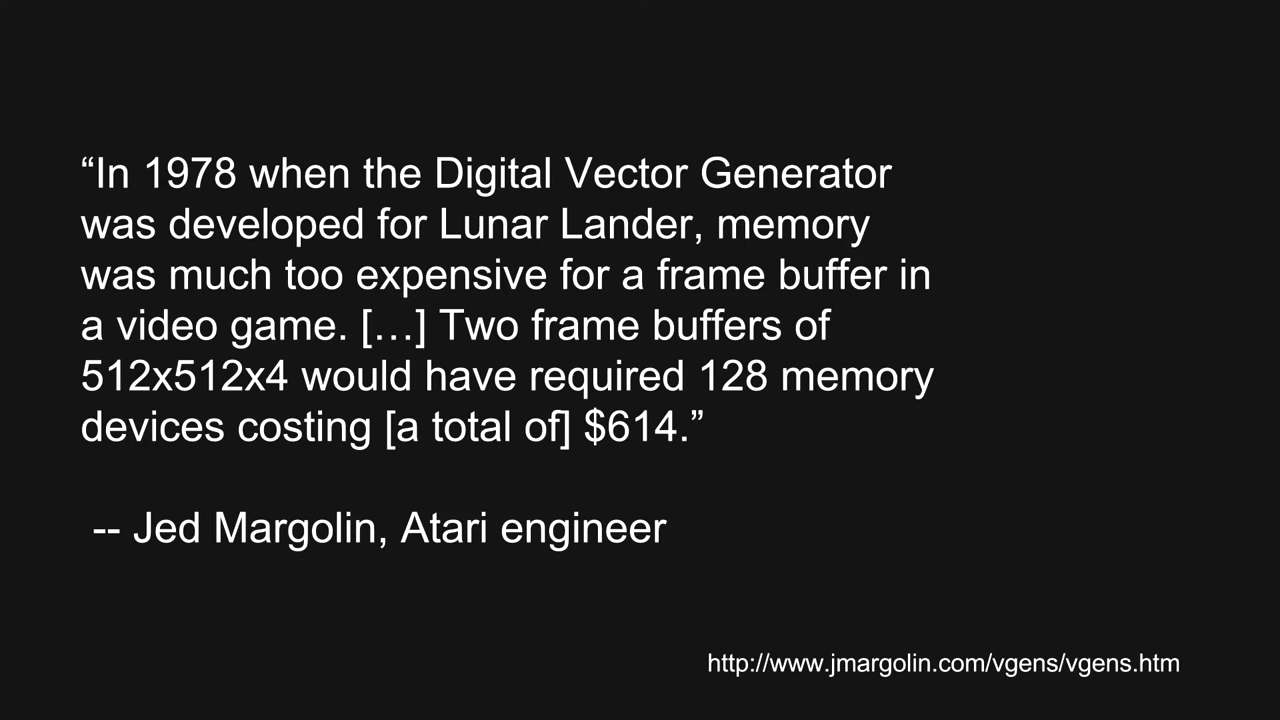 “In 1978 when the Digital Vector Generator
was developed for Lunar Lander, memory
was much too expensive for a frame buffer in
a video game. […] Two frame buffers of
512x512x4 would have required 128 memory
devices costing [a total of] $614.”
-- Jed Margolin, Atari engineer
http://www.jmargolin.com/vgens/vgens.htm